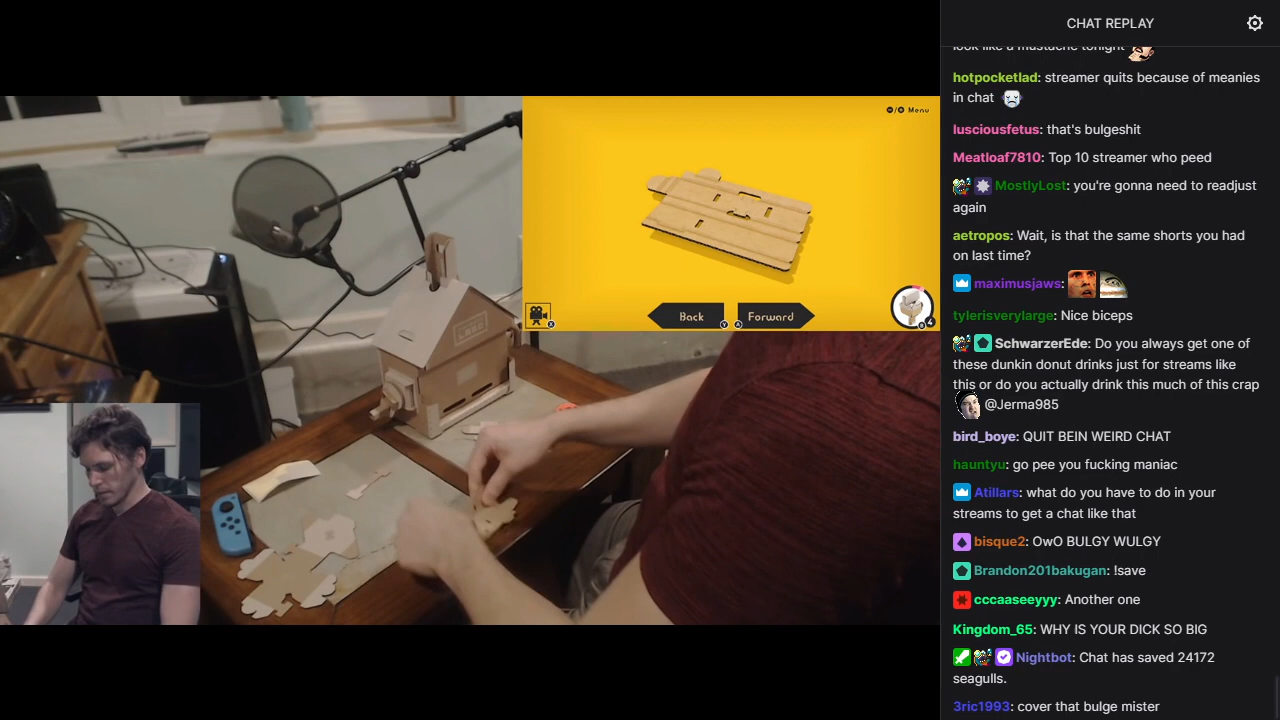 CHAT REPLAY
look like a mustache tonight
hotpocketlad: streamer quits because of meanies
in chat
lusciousfetus: that's bulgeshit
Meatloaf7810: Top 10 streamer who peed
MostlyLost: you're gonna need to readjust
again
aetropos: Wait, is that the same shorts you had
on last time?
maximusjaws:
tylerisverylarge: Nice biceps
SchwarzerEde: Do you always get one of
these dunkin donut drinks just for streams like
this or do you actually drink this much of this crap
@Jerma985
bird_boye: QUIT BEIN WEIRD CHAT
hauntyu: go pee you fucking maniac
Atillars: what do you have to do in your
streams to get a chat like that
bisque2: OwO BULGY WULGY
Brandon201bakugan: !save
cccaaseeyyy: Another one
Kingdom_65: WHY IS YOUR DICK SO BIG
Nightbot: Chat has saved 24172
seagulls.
3ric1993: cover that bulge mister
Menu
Back
Forward
LABO